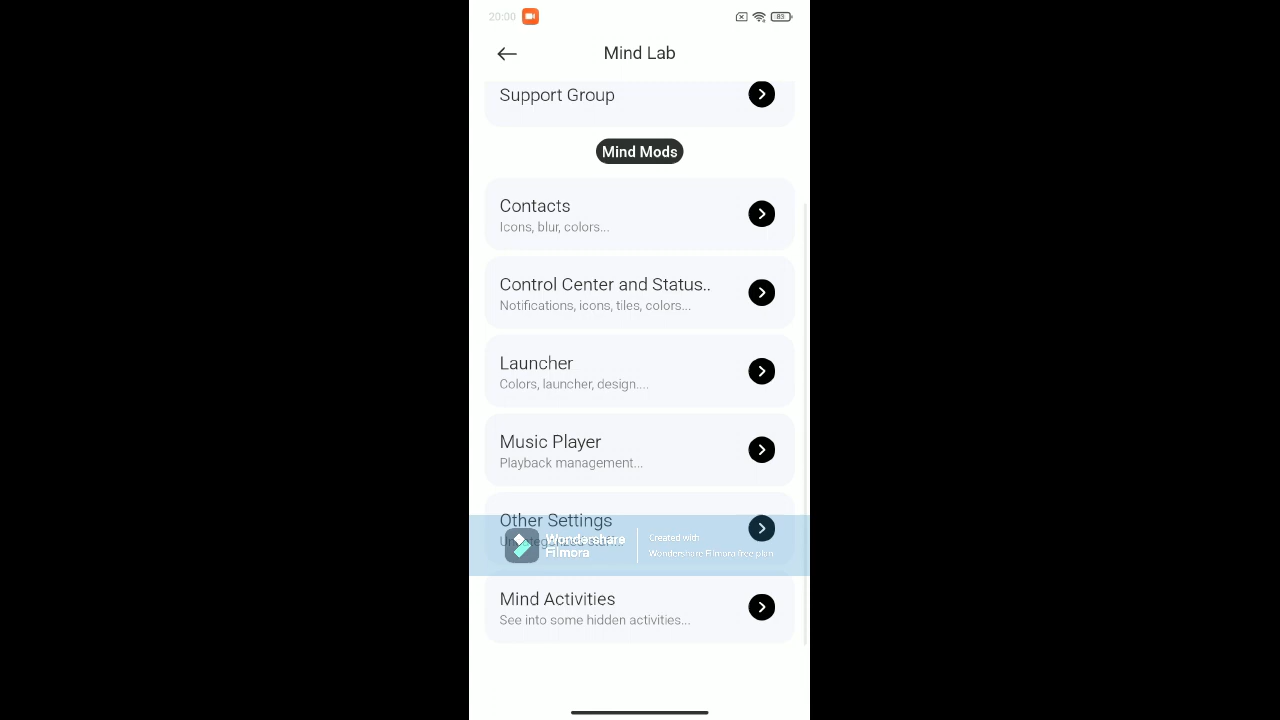 20:00
83
Mind Lab
Support Group
Mind Mods
Contacts
Icons, blur, colors...
Control Center and Status..
Notifications, icons, tiles, colors...
Launcher
Colors, launcher, design....
Music Player
Playback management...
Other Settings
Wondershare
Filmora
Created with
Wondershare Filmora free plan
Mind Activities
See into some hidden activities...